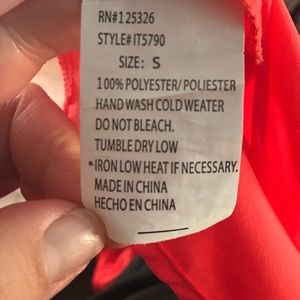 RN#125326
STYLE#IT5790
SIZE: S
100%POLYESTER/POLIESTER
HAND WASH COLD WEATER
DO NOT BLEACH.
TUMBLE DRY LOW
*IRON LOW HEAT IF NECESSARY.
MADE IN CHINA
HECHO EN CHINA